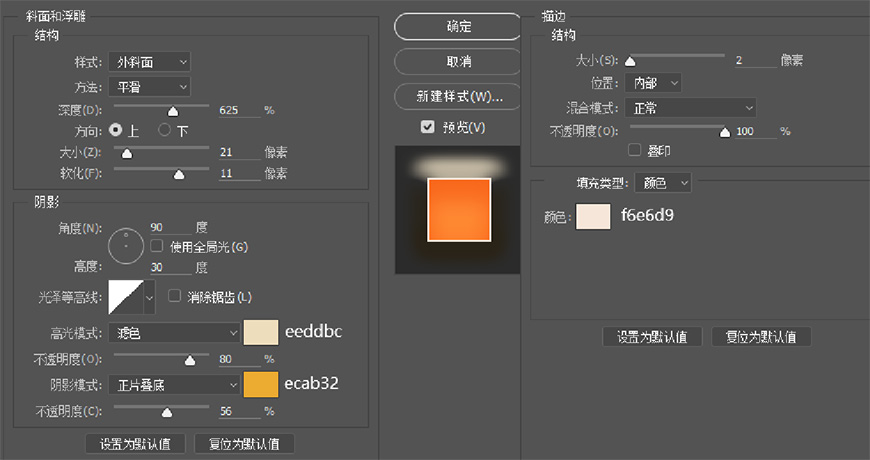 斜面和浮雕
结构
样式: 外斜面
方法: 平滑
深度(D): 625 %
方向: 上 下
大小(Z): 21 像素
软化(F): 11 像素
阴影
角度(N): 90 度
使用全局光(G)
高度: 30 度
光泽等高线: 消除锯齿(L)
高光模式: 滤色 eeddbc
不透明度(O): 80 %
阴影模式: 正片叠底 ecab32
不透明度(C): 56 %
设置为默认值 复位为默认值
确定
取消
新建样式(W)...
预览(V)
描边
结构
大小(S): 2 像素
位置: 内部
混合模式: 正常
不透明度(O): 100 %
叠印
填充类型: 颜色
颜色: f6e6d9
设置为默认值 复位为默认值